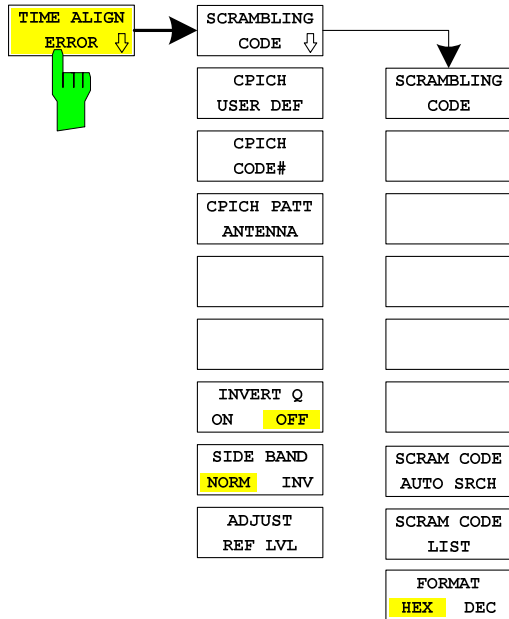 TIME ALIGN
ERROR
SCRAMBLING
CODE
CPICH
USER DEF
CPICH
CODE#
CPICH PATT
ANTENNA
INVERT Q
ON OFF
SIDE BAND
NORM INV
ADJUST
REF LVL
SCRAMBLING
CODE
SCRAM CODE
AUTO SRCH
SCRAM CODE
LIST
FORMAT
HEX DEC